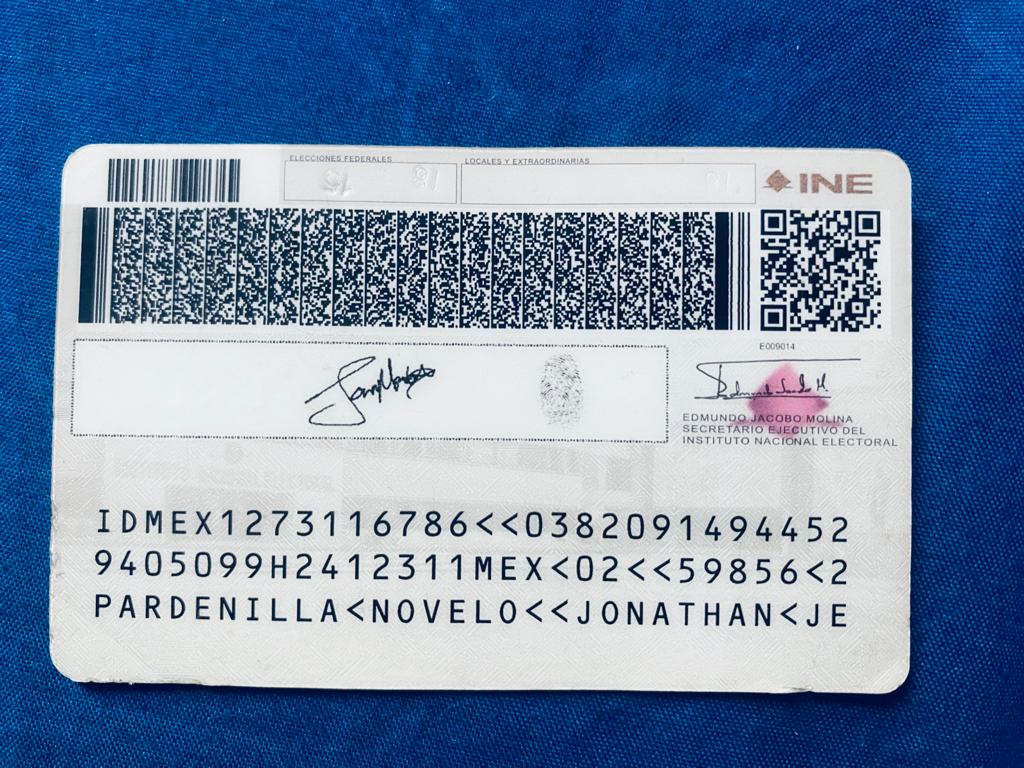 ELECCIONES FEDERALES
LOCALES Y EXTRAORDINARIAS
INE
E009014
EDMUNDO JACOBO MOLINA
SECRETARIO EJECUTIVO DEL
INSTITUTO NACIONAL ELECTORAL
IDMEX1273116786<<0382091494452
9405099H2412311MEX<02<<59856<2
PARDENILLA<NOVELO<<JONATHAN<JE